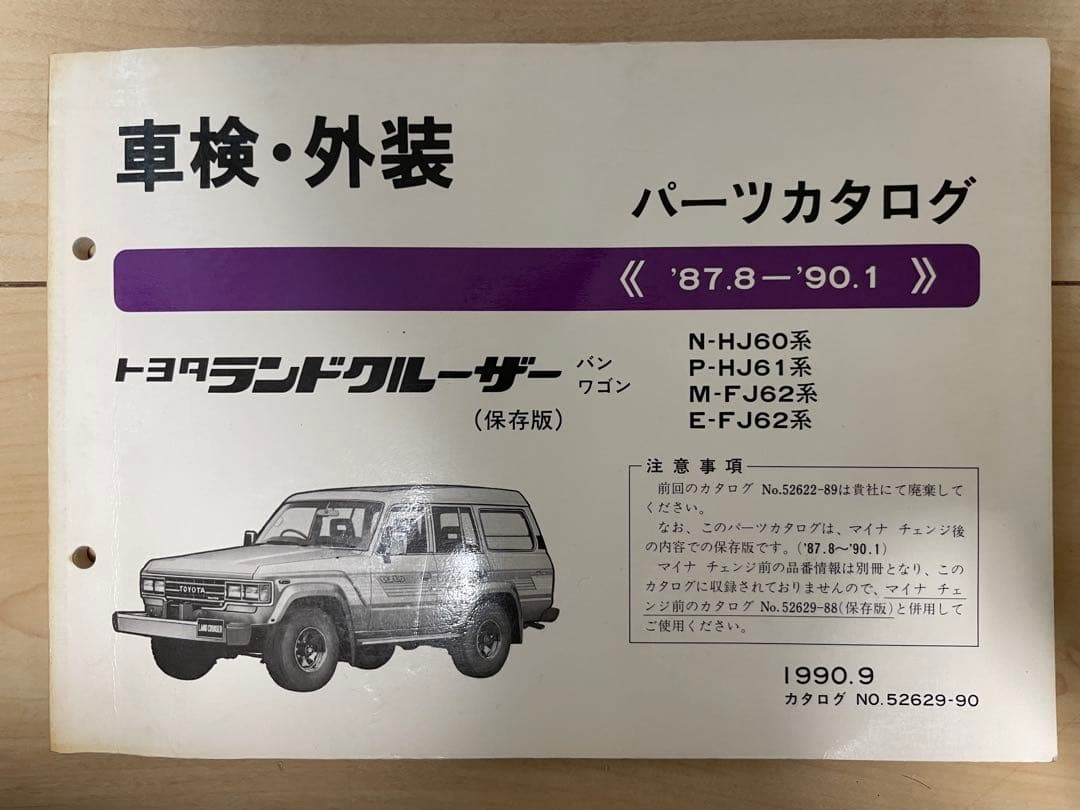 車検・外装
パーツカタログ
《 '87.8—'90.1 》
トヨタランドクルーザー バン
ワゴン
(保存版)
N-HJ60系
P-HJ61系
M-FJ62系
E-FJ62系
注意事項
前回のカタログ No.52622-89は貴社にて廃棄して
ください。
なお、このパーツカタログは、マイナ チェンジ後
の内容での保存版です。('87.8〜'90.1)
マイナ チェンジ前の品番情報は別冊となり、この
カタログに収録されておりませんので、マイナ チェ
ンジ前のカタログ No.52629-88(保存版)と併用して
ご使用ください。
TOYOTA
LAND CRUISER
1990.9
カタログ NO.52629-90